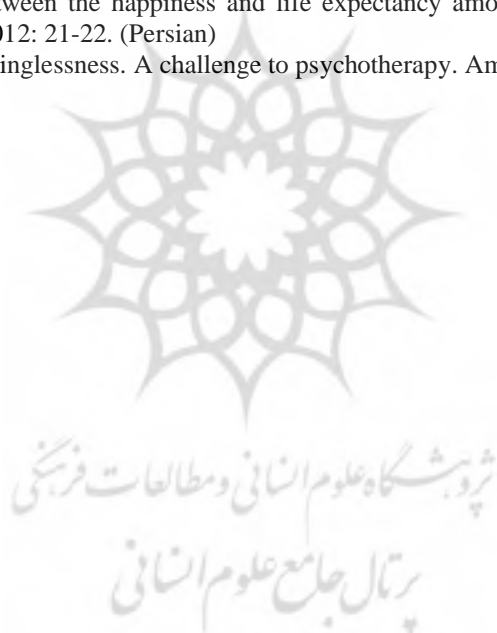 tween the happiness and life expectancy amo
012: 21-22. (Persian)
inglessness. A challenge to psychotherapy. Am
پژوهشگاه علوم انسانی و مطالعات فرهنگی
پرتال جامع علوم انسانی